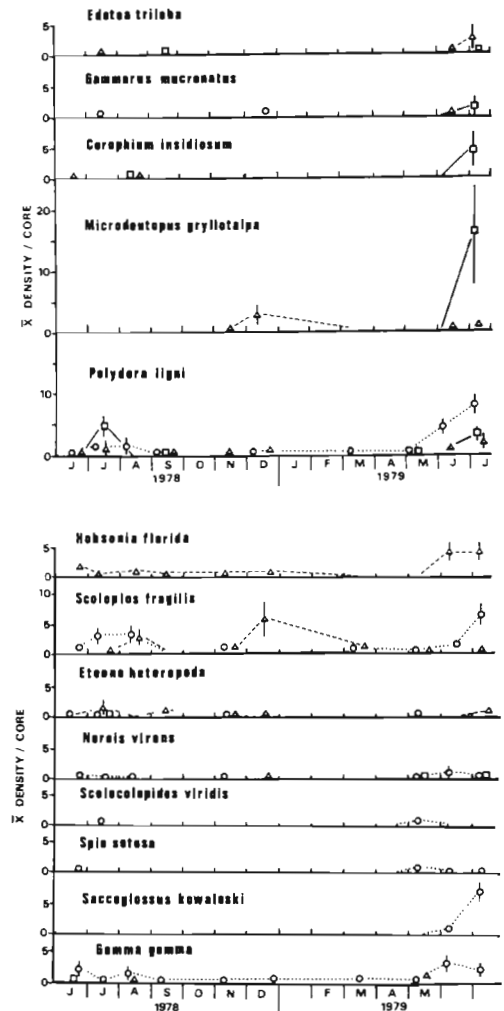 Edotea triloba
5
0
Gammarus mucronatus
5
0
Corophium insidiosum
5
0
Microdeutopus gryllotalpa
20
10
0
X̄ DENSITY / CORE
Polydora ligni
10
5
0
J J A S O N D J F M A M J J
1978 1979
Hobsonia florida
5
0
Scoloplos fragilis
10
5
0
Eteone heteropoda
5
0
Nereis virens
5
0
X̄ DENSITY / CORE
Scolecolepides viridis
5
0
Spio setosa
5
0
Saccoglossus kowaleski
5
0
Gemma gemma
5
0
J J A S O N D F M A M
1978 1979